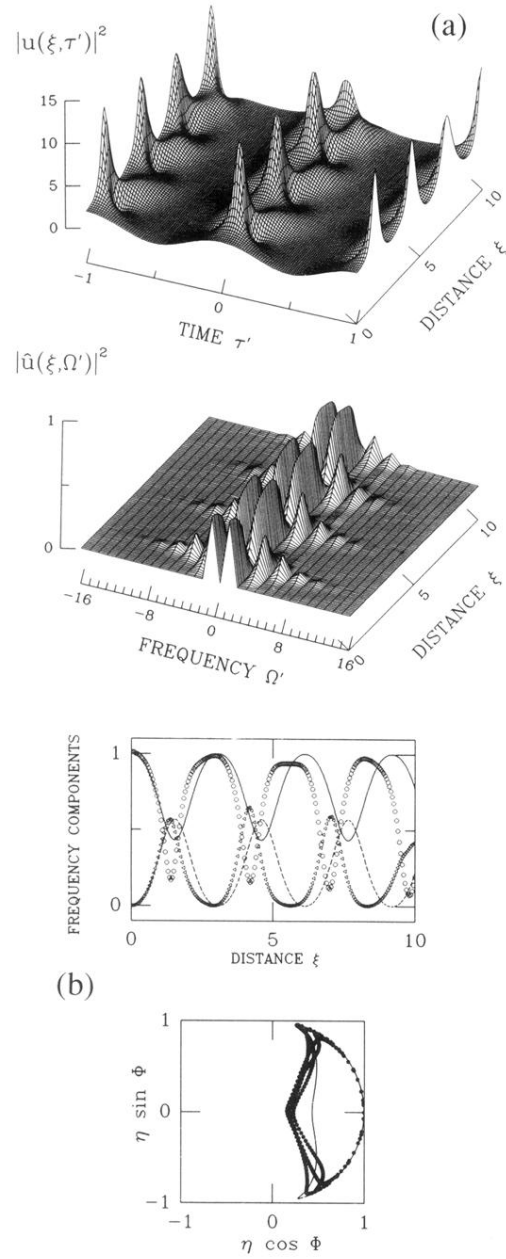 |u(ξ,τ′)|²
(a)
15
10
5
0
-1
0
1
TIME τ′
0
5
10
DISTANCE ξ
|û(ξ,Ω′)|²
1
0
-16
-8
0
8
16
FREQUENCY Ω′
0
5
10
DISTANCE ξ
FREQUENCY COMPONENTS
1
0
0
5
10
DISTANCE ξ
(b)
η sin Φ
1
0
-1
-1
0
1
η cos Φ